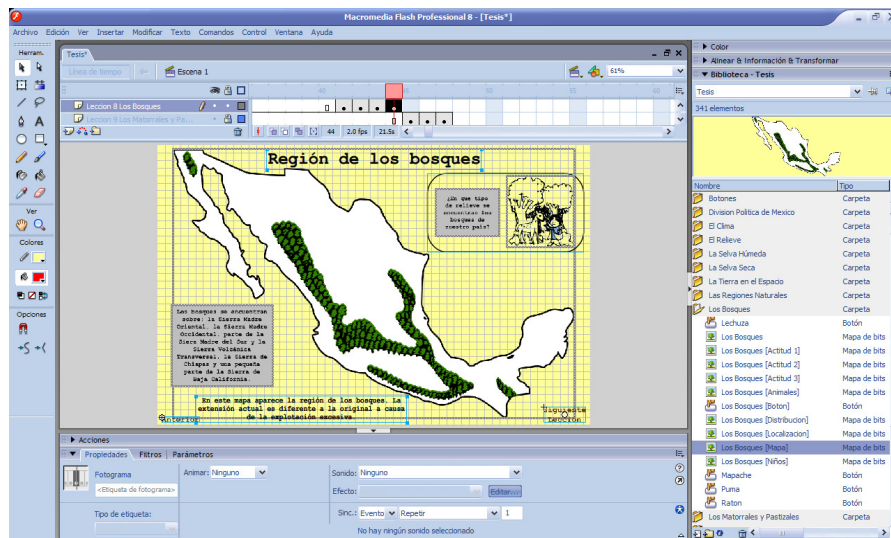 Macromedia Flash Professional 8 - [Tesis*]
Archivo Edición Ver Insertar Modificar Texto Comandos Control Ventana Ayuda
Herram.
Ver
Colores
Opciones
Tesis*
Línea de tiempo
Escena 1
61%
40 45 50 55 60
Leccion 8 Los Bosques
Leccion 9 Los Matorrales y Pa...
44 2.0 fps 21.5s
Región de los bosques
¿En que tipo
de relieve se
encuentran los
bosques de
nuestro país?
Los bosques se encuentran
sobre: la Sierra Madre
Oriental, la Sierra Madre
Occidental, parte de la
Sierra Madre del Sur y la
Sierra Volcánica
Transversal, la Sierra de
Chiapas y una pequeña
parte de la Sierra de
Baja California.
En este mapa aparece la región de los bosques. La
extensión actual es diferente a la original a causa
de la explotación excesiva.
Anterior
Siguiente
Lección
Acciones
Propiedades Filtros Parámetros
Fotograma
<Etiqueta de fotograma>
Tipo de etiqueta:
Animar: Ninguno
Sonido: Ninguno
Efecto:
Editar...
Sinc.: Evento Repetir 1
No hay ningún sonido seleccionado
Color
Alinear & Información & Transformar
Biblioteca - Tesis
Tesis
341 elementos
Nombre Tipo
Botones Carpeta
Division Politica de Mexico Carpeta
El Clima Carpeta
El Relieve Carpeta
La Selva Húmeda Carpeta
La Selva Seca Carpeta
La Tierra en el Espacio Carpeta
Las Regiones Naturales Carpeta
Los Bosques Carpeta
Lechuza Botón
Los Bosques Mapa de bits
Los Bosques [Actitud 1] Mapa de bits
Los Bosques [Actitud 2] Mapa de bits
Los Bosques [Actitud 3] Mapa de bits
Los Bosques [Animales] Mapa de bits
Los Bosques [Boton] Botón
Los Bosques [Distribucion] Mapa de bits
Los Bosques [Localizacion] Mapa de bits
Los Bosques [Mapa] Mapa de bits
Los Bosques [Niños] Mapa de bits
Mapache Botón
Puma Botón
Raton Botón
Los Matorrales y Pastizales Carpeta